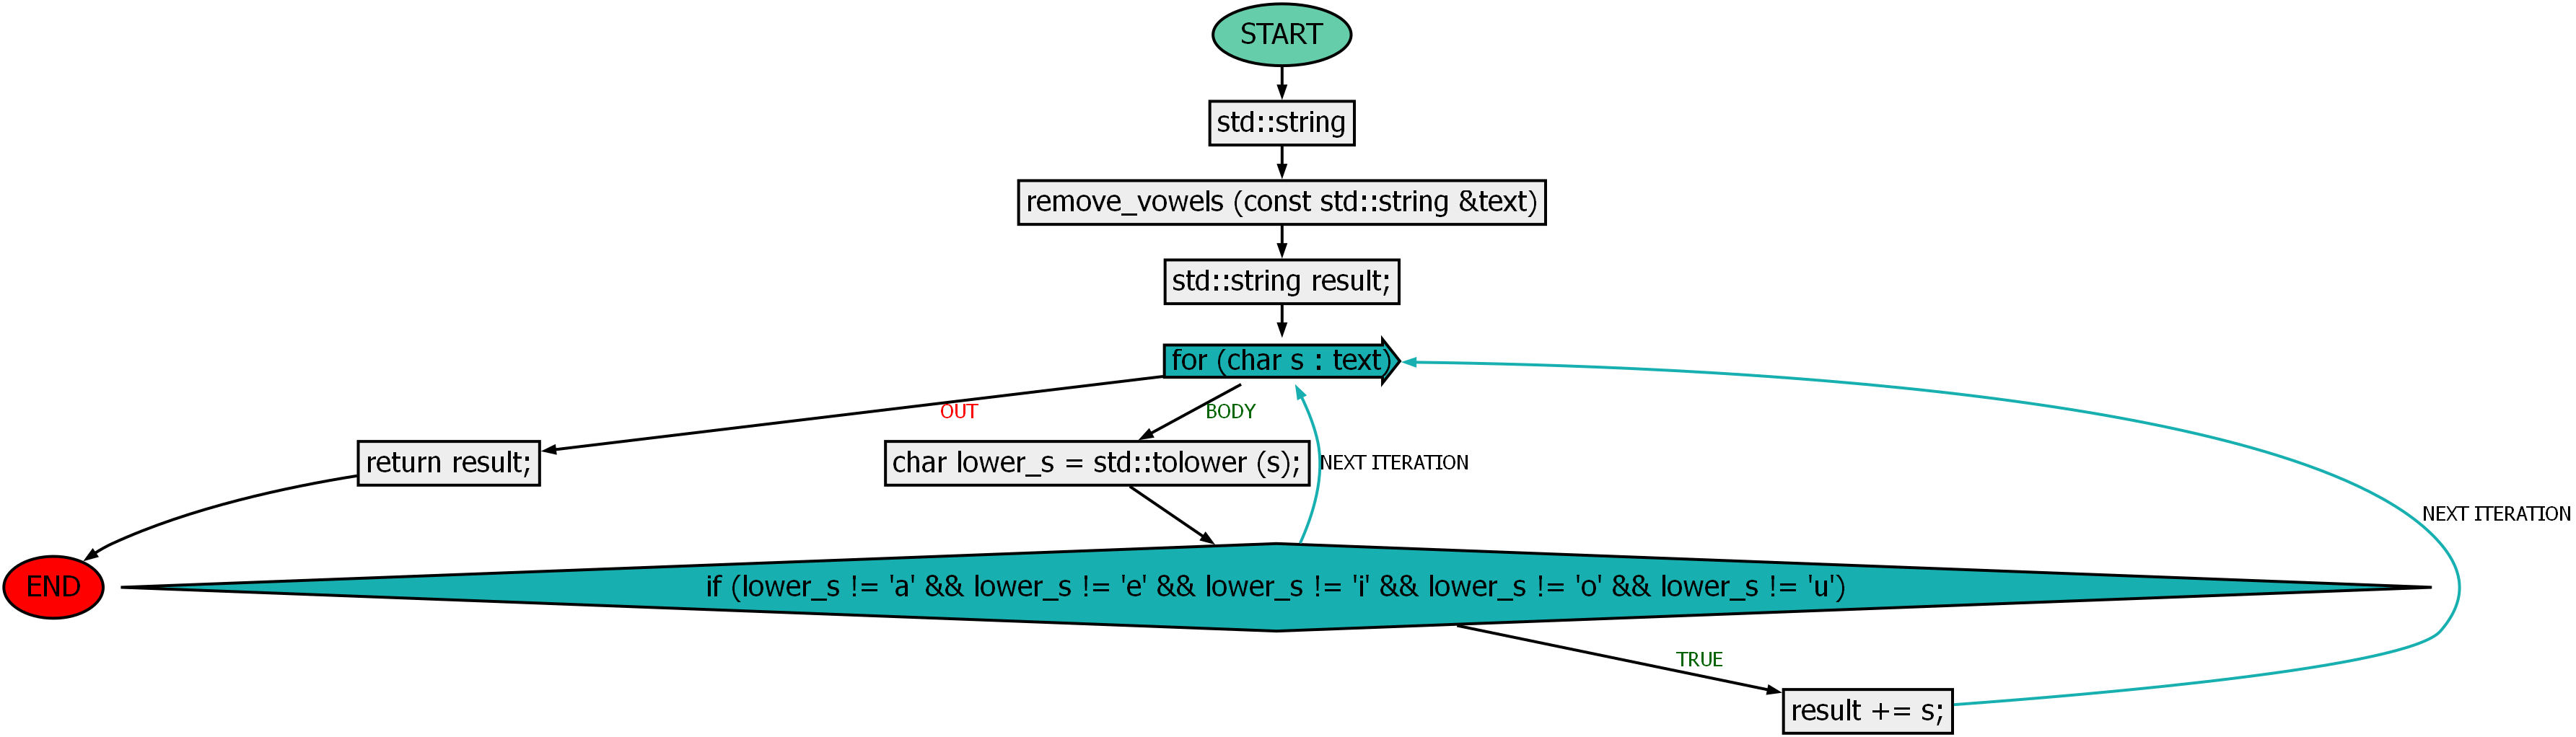 START
std::string
remove_vowels (const std::string &text)
std::string result;
for (char s : text)
OUT
BODY
return result;
char lower_s = std::tolower (s);
NEXT ITERATION
NEXT ITERATION
END
if (lower_s != 'a' && lower_s != 'e' && lower_s != 'i' && lower_s != 'o' && lower_s != 'u')
TRUE
result += s;